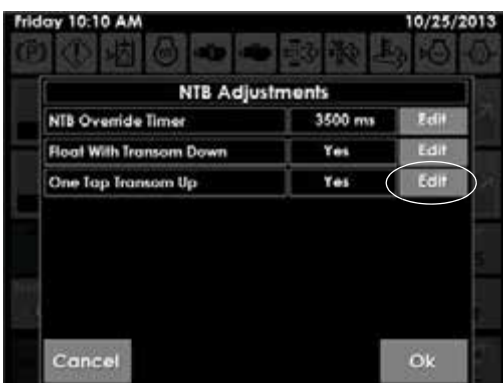 Friday 10:10 AM 10/25/2013
NTB Adjustments
NTB Override Timer 3500 ms Edit
Float With Transom Down Yes Edit
One Tap Transom Up Yes Edit
Cancel Ok